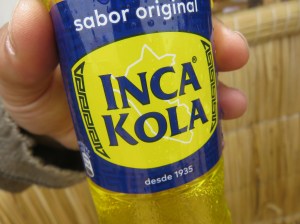 sabor original
INCA
KOLA®
desde 1935